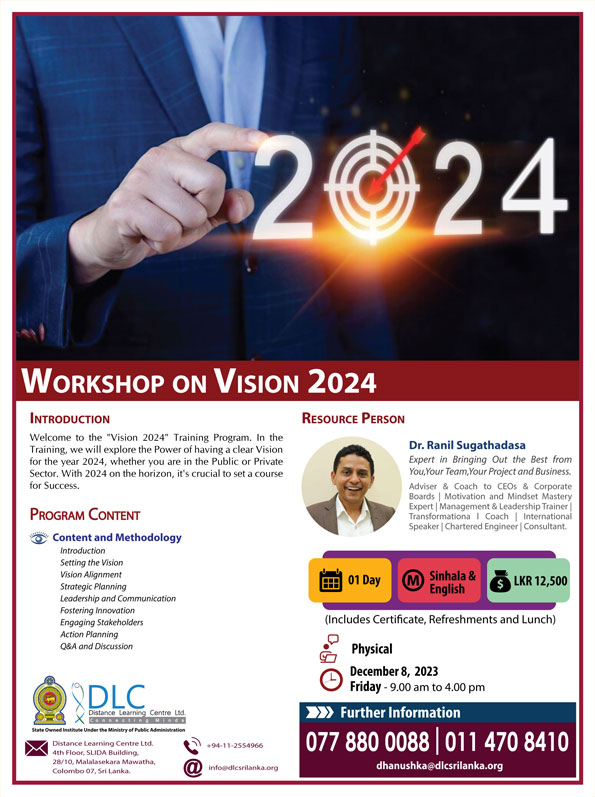 2024
WORKSHOP ON VISION 2024
INTRODUCTION
Welcome to the "Vision 2024" Training Program. In the
Training, we will explore the Power of having a clear Vision
for the year 2024, whether you are in the Public or Private
Sector. With 2024 on the horizon, it's crucial to set a course
for Success.
PROGRAM CONTENT
Content and Methodology
Introduction
Setting the Vision
Vision Alignment
Strategic Planning
Leadership and Communication
Fostering Innovation
Engaging Stakeholders
Action Planning
Q&A and Discussion
DLC
Distance Learning Centre Ltd.
Connecting Minds
State Owned Institute Under the Ministry of Public Administration
Distance Learning Centre Ltd.
4th Floor, SLIDA Building,
28/10, Malalasekara Mawatha,
Colombo 07, Sri Lanka.
+94-11-2554966
info@dlcsrilanka.org
RESOURCE PERSON
Dr. Ranil Sugathadasa
Expert in Bringing Out the Best from
You,Your Team,Your Project and Business.
Adviser & Coach to CEOs & Corporate
Boards | Motivation and Mindset Mastery
Expert | Management & Leadership Trainer |
Transformationa l Coach | International
Speaker | Chartered Engineer | Consultant.
01 Day
M
Sinhala &
English
$
LKR 12,500
(Includes Certificate, Refreshments and Lunch)
Physical
December 8, 2023
Friday - 9.00 am to 4.00 pm
Further Information
077 880 0088 | 011 470 8410
dhanushka@dlcsrilanka.org